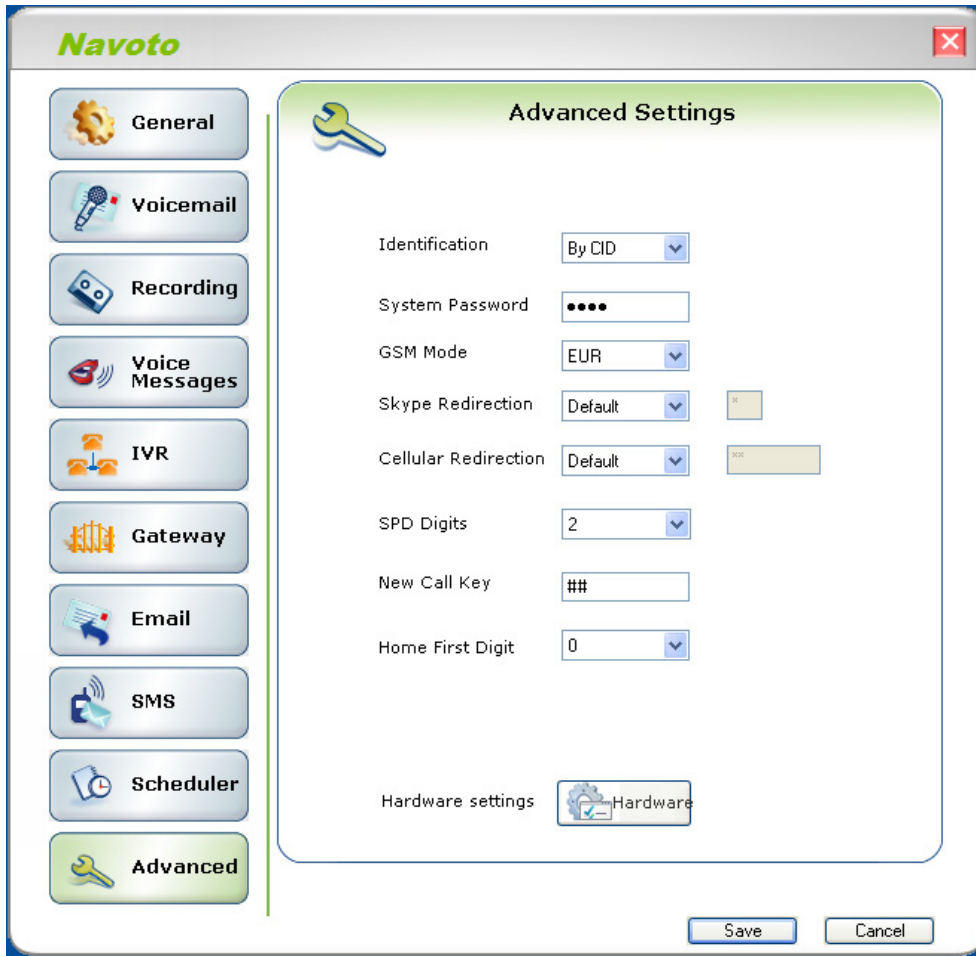 Navoto
General
Voicemail
Recording
Voice
Messages
IVR
Gateway
Email
SMS
Scheduler
Advanced
Advanced Settings
Identification By CID
System Password ••••
GSM Mode EUR
Skype Redirection Default *
Cellular Redirection Default **
SPD Digits 2
New Call Key ##
Home First Digit 0
Hardware settings Hardware
Save Cancel